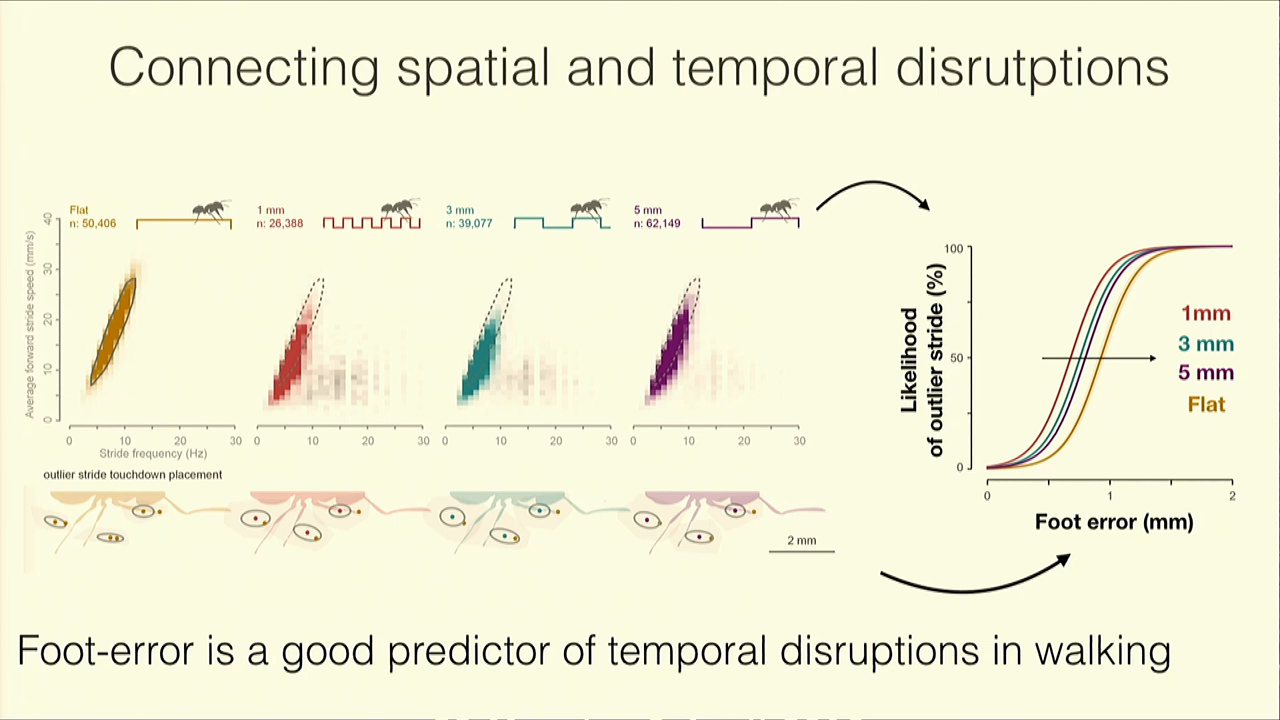 Connecting spatial and temporal disrutptions
Flat
n: 50,406
1 mm
n: 26,388
3 mm
n: 39,077
5 mm
n: 62,149
Average forward stride speed (mm/s)
40
30
20
10
0
0 10 20 30
0 10 20 30
0 10 20 30
0 10 20 30
Stride frequency (Hz)
outlier stride touchdown placement
2 mm
Likelihood
of outlier stride (%)
100
50
0
0 1 2
Foot error (mm)
1mm
3 mm
5 mm
Flat
Foot-error is a good predictor of temporal disruptions in walking